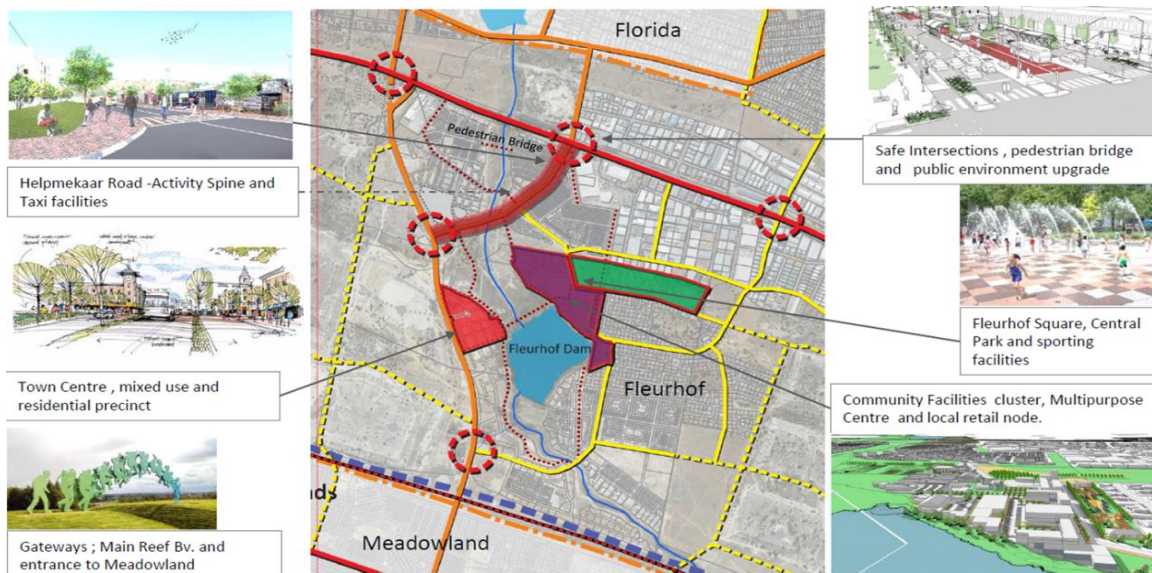 Helpmekaar Road -Activity Spine and
Taxi facilities
Town Centre , mixed use and
residential precinct
Gateways ; Main Reef Bv. and
entrance to Meadowland
Florida
Pedestrian Bridge
Fleurhof Dam
Fleurhof
nds
Meadowland
Safe Intersections , pedestrian bridge
and public environment upgrade
Fleurhof Square, Central
Park and sporting
facilities
Community Facilities cluster, Multipurpose
Centre and local retail node.